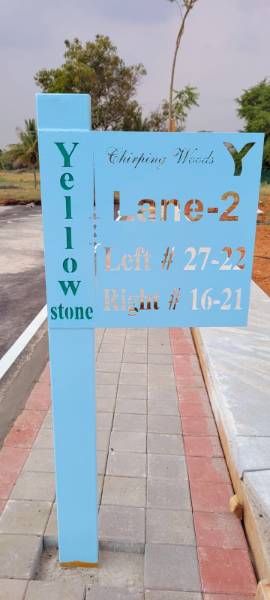 Yellow
stone
Chirping Woods
Y
Lane-2
Left # 27-22
Right # 16-21